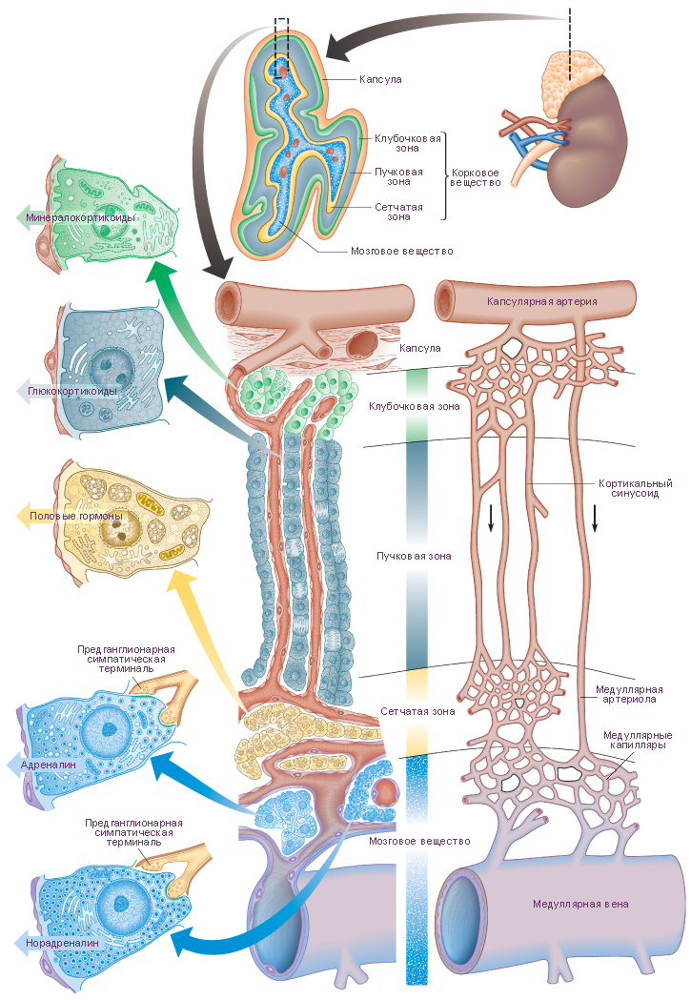 Капсула
Клубочковая
зона
Пучковая
зона
Корковое
вещество
Сетчатая
зона
Мозговое вещество
Минералокортикоиды
Капсулярная артерия
Капсула
Глюкокортикоиды
Клубочковая зона
Кортикальный
синусоид
Половые гормоны
Пучковая зона
Предганглионарная
симпатическая
терминаль
Медуллярная
артериола
Сетчатая зона
Медуллярные
капилляры
Адреналин
Предганглионарная
симпатическая
терминаль
Мозговое вещество
Медуллярная вена
Норадреналин